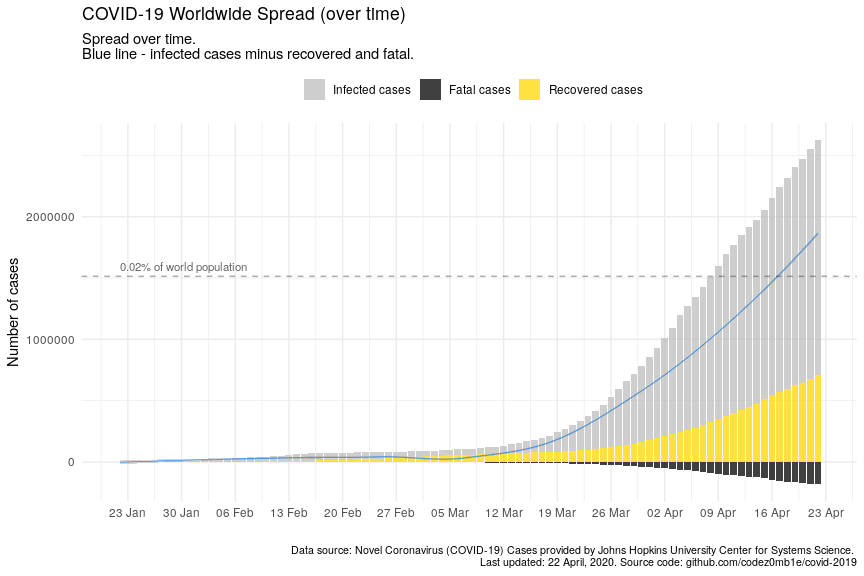 COVID-19 Worldwide Spread (over time)
Spread over time.
Blue line - infected cases minus recovered and fatal.
Infected cases Fatal cases Recovered cases
2000000
0.02% of world population
1000000
0
Number of cases
23 Jan 30 Jan 06 Feb 13 Feb 20 Feb 27 Feb 05 Mar 12 Mar 19 Mar 26 Mar 02 Apr 09 Apr 16 Apr 23 Apr
Data source: Novel Coronavirus (COVID-19) Cases provided by Johns Hopkins University Center for Systems Science.
Last updated: 22 April, 2020. Source code: github.com/codez0mb1e/covid-2019